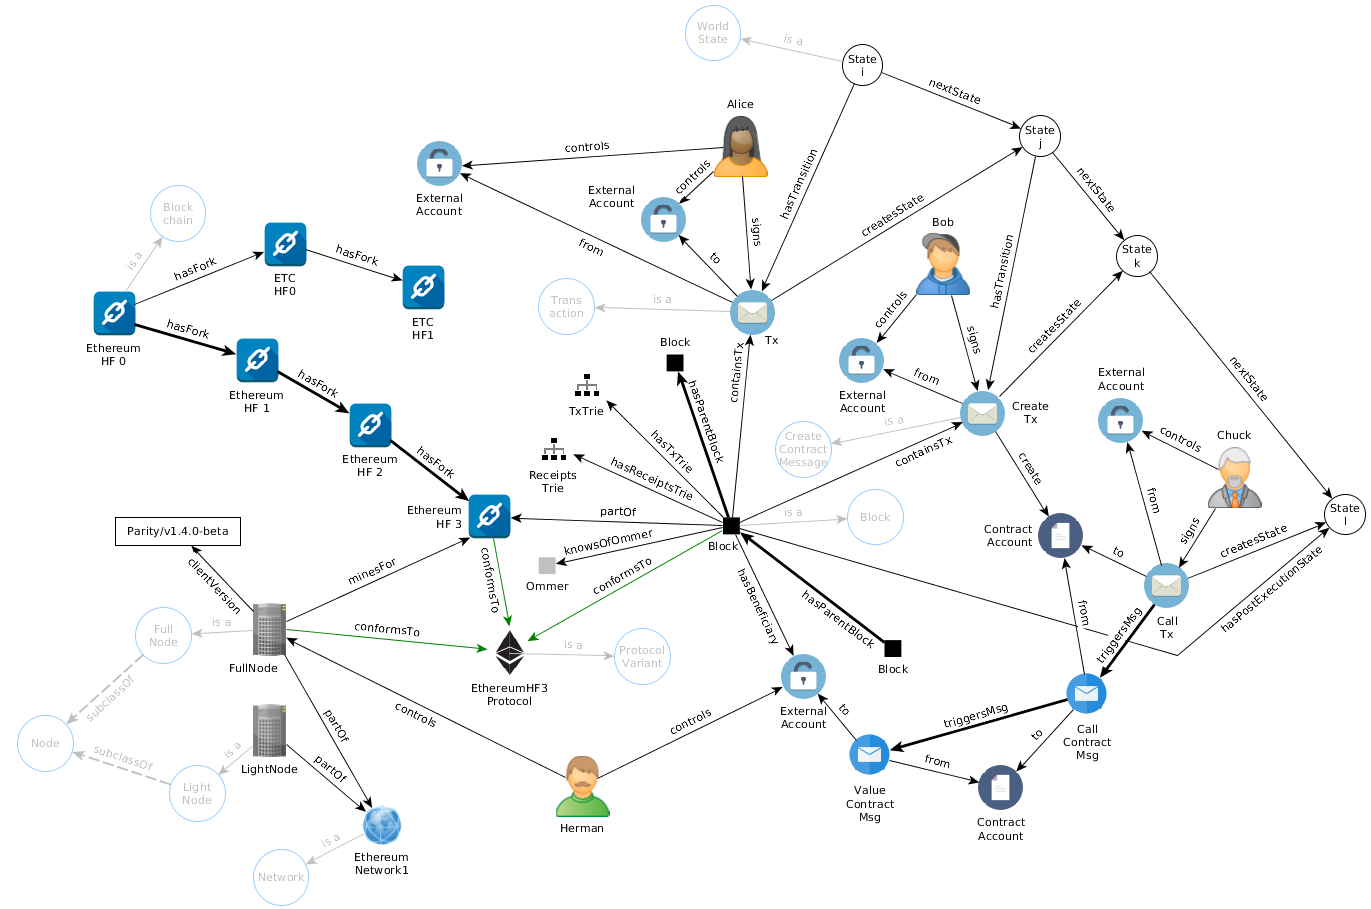 World
State
is a
State
i
nextState
Alice
State
j
controls
External
Account
controls
External
Account
hasTransition
signs
from
to
createsState
nextState
Bob
State
k
hasTransition
Block
chain
is a
hasFork
ETC
HF0
hasFork
ETC
HF1
Ethereum
HF 0
hasFork
Ethereum
HF 1
hasFork
Ethereum
HF 2
hasFork
Ethereum
HF 3
Trans
action
is a
Tx
controls
signs
createsState
External
Account
from
Create
Tx
nextState
Block
hasParentBlock
containsTx
TxTrie
hasTxTrie
Receipts
Trie
hasReceiptsTrie
Create
Contract
Message
is a
containsTx
create
External
Account
controls
Chuck
from
signs
State
l
createsState
hasPostExecutionState
Contract
Account
to
Call
Tx
from
triggersMsg
partOf
Block
is a
Block
knowsOfOmmer
Ommer
conformsTo
conformsTo
hasBeneficiary
hasParentBlock
Block
Parity/v1.4.0-beta
clientVersion
minesFor
Full
Node
is a
FullNode
conformsTo
EthereumHF3
Protocol
is a
Protocol
Variant
subclassOf
Node
subclassOf
Light
Node
is a
LightNode
partOf
partOf
controls
controls
Herman
External
Account
to
triggersMsg
Call
Contract
Msg
to
Value
Contract
Msg
from
Contract
Account
Ethereum
Network1
is a
Network